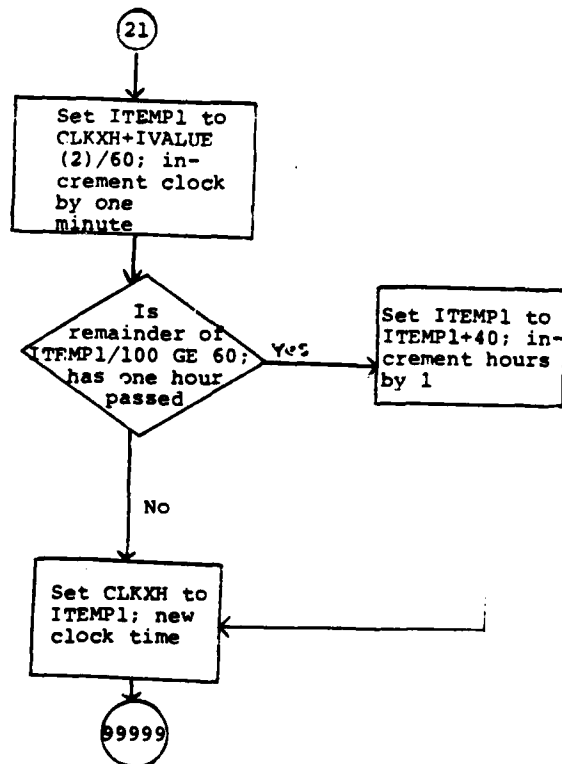 21
Set ITEMP1 to
CLKXH+IVALUE
(2)/60; in-
crement clock
by one
minute
Is
remainder of
ITEMP1/100 GE 60;
has one hour
passed
Yes
Set ITEMP1 to
ITEMP1+40; in-
crement hours
by 1
No
Set CLKXH to
ITEMP1; new
clock time
99999